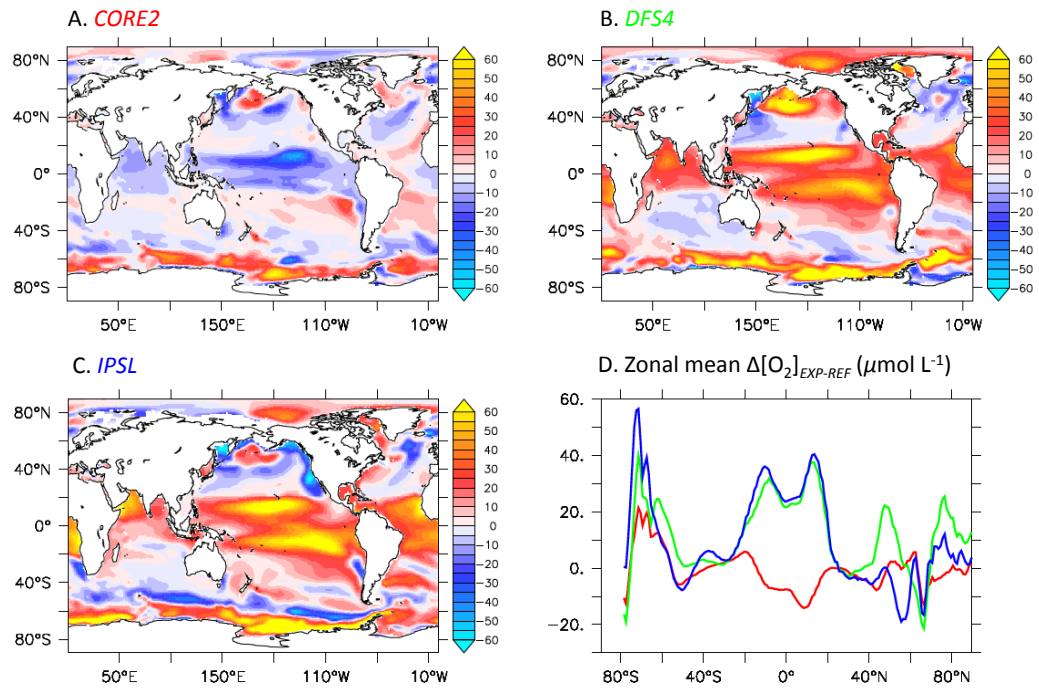 A. CORE2
B. DFS4
80°N
40°N
0°
40°S
80°S
50°E 150°E 110°W 10°W
60
50
40
30
20
10
0
−10
−20
−30
−40
−50
−60
80°N
40°N
0°
40°S
80°S
50°E 150°E 110°W 10°W
60
50
40
30
20
10
0
−10
−20
−30
−40
−50
−60
C. IPSL
D. Zonal mean Δ[O₂]EXP-REF (µmol L⁻¹)
80°N
40°N
0°
40°S
80°S
50°E 150°E 110°W 10°W
60
50
40
30
20
10
0
−10
−20
−30
−40
−50
−60
60.
40.
20.
0.
−20.
80°S 40°S 0° 40°N 80°N